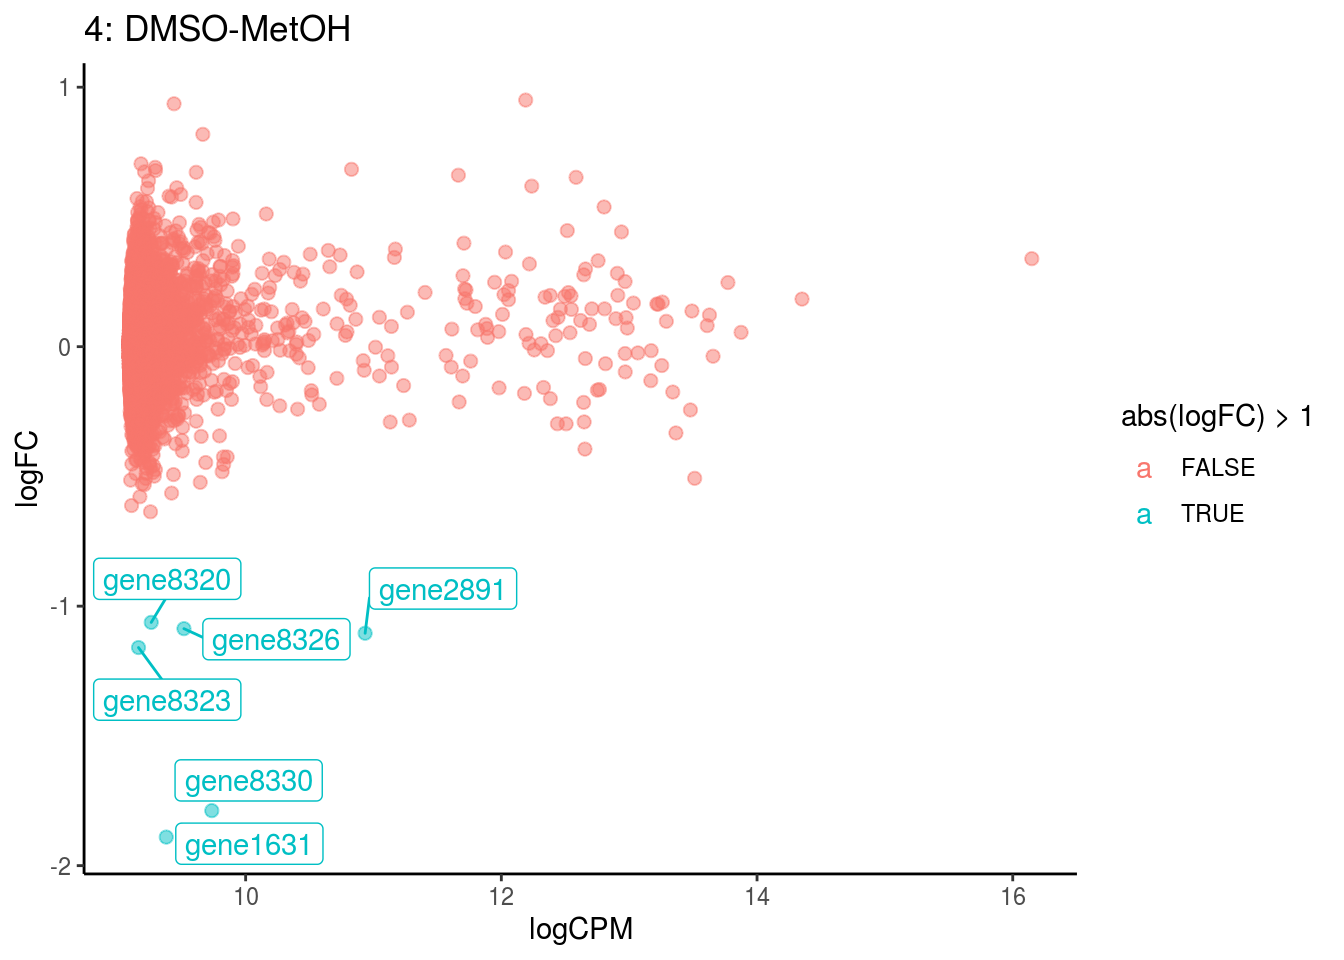 4: DMSO-MetOH
1
0
-1
-2
logFC
gene8320
gene2891
gene8326
gene8323
gene8330
gene1631
10
12
14
16
logCPM
abs(logFC) > 1
a FALSE
a TRUE